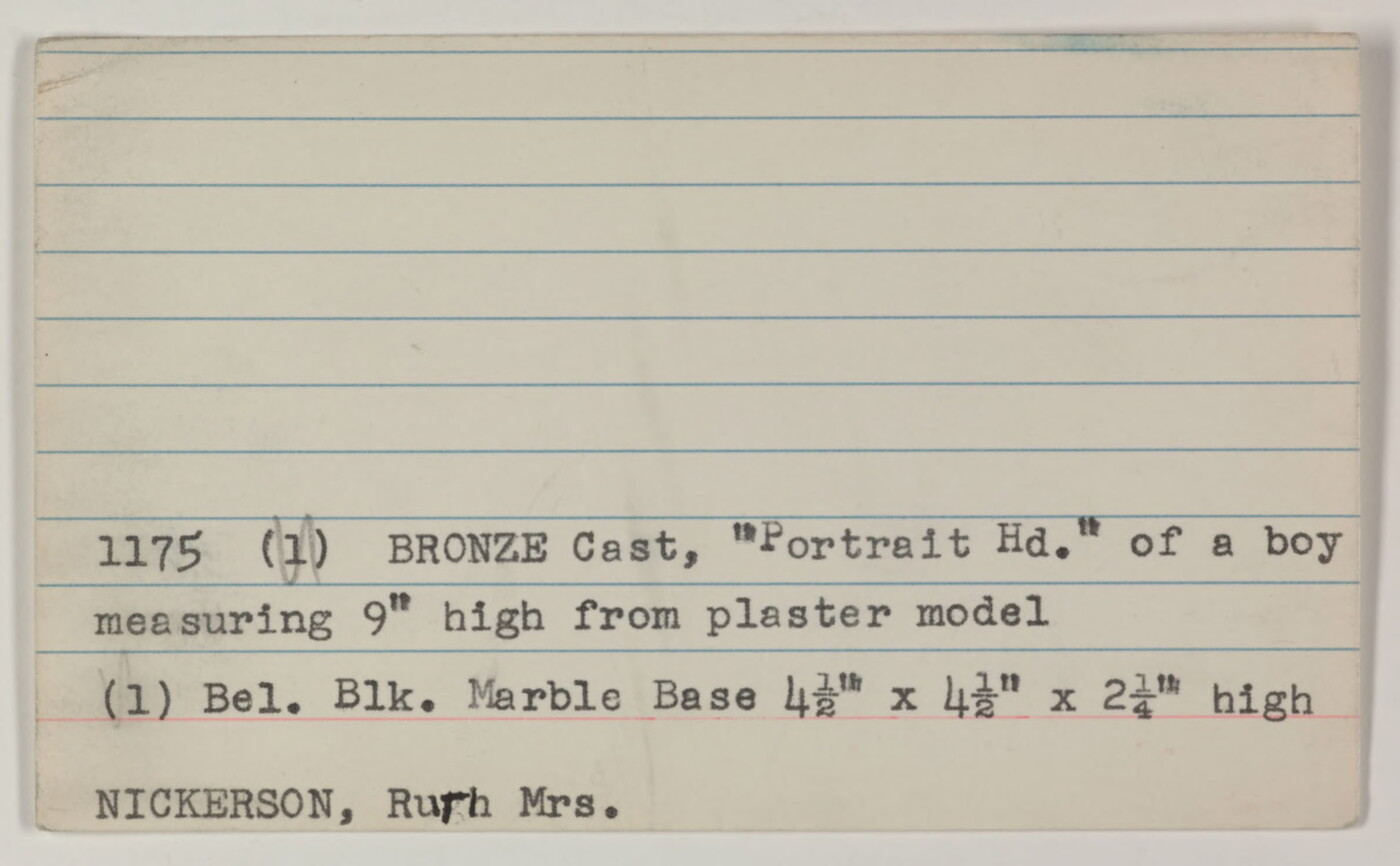 1175 (1) BRONZE Cast, "Portrait Hd." of a boy
measuring 9" high from plaster model
(1) Bel. Blk. Marble Base 4½" x 4½" x 2¼" high
NICKERSON, Ruth Mrs.